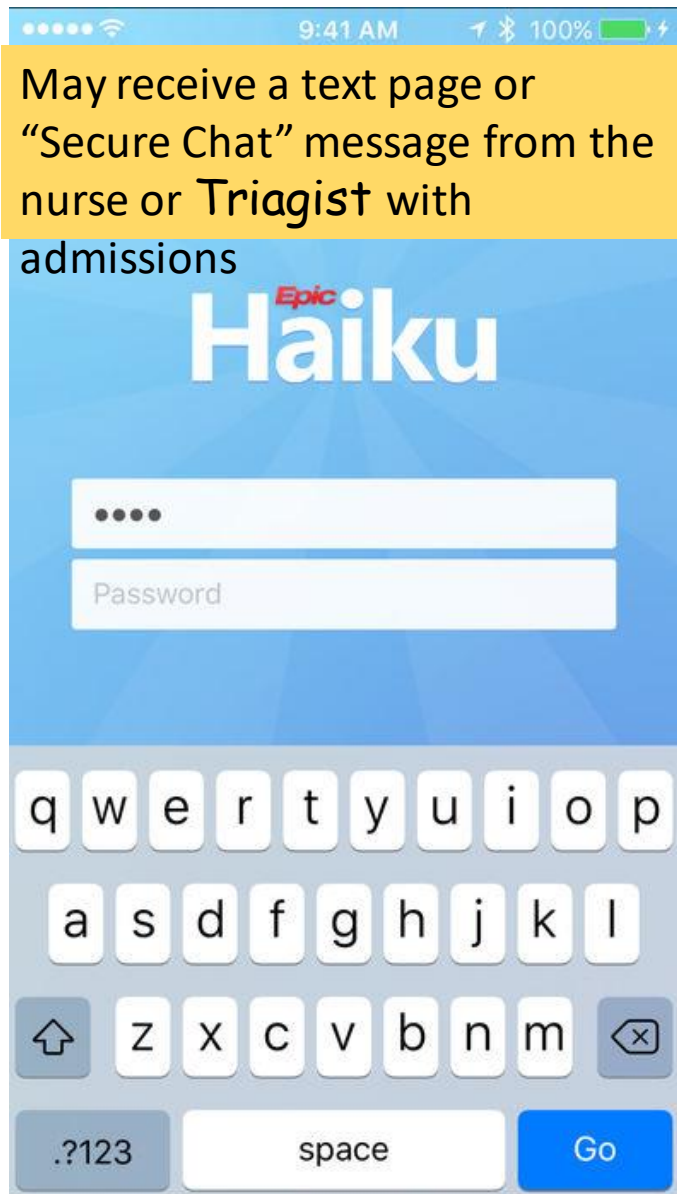 9:41 AM 100%
May receive a text page or
“Secure Chat” message from the
nurse or Triagist with
admissions
Epic
Haiku
••••
Password
q w e r t y u i o p
a s d f g h j k l
z x c v b n m
.?123 space Go